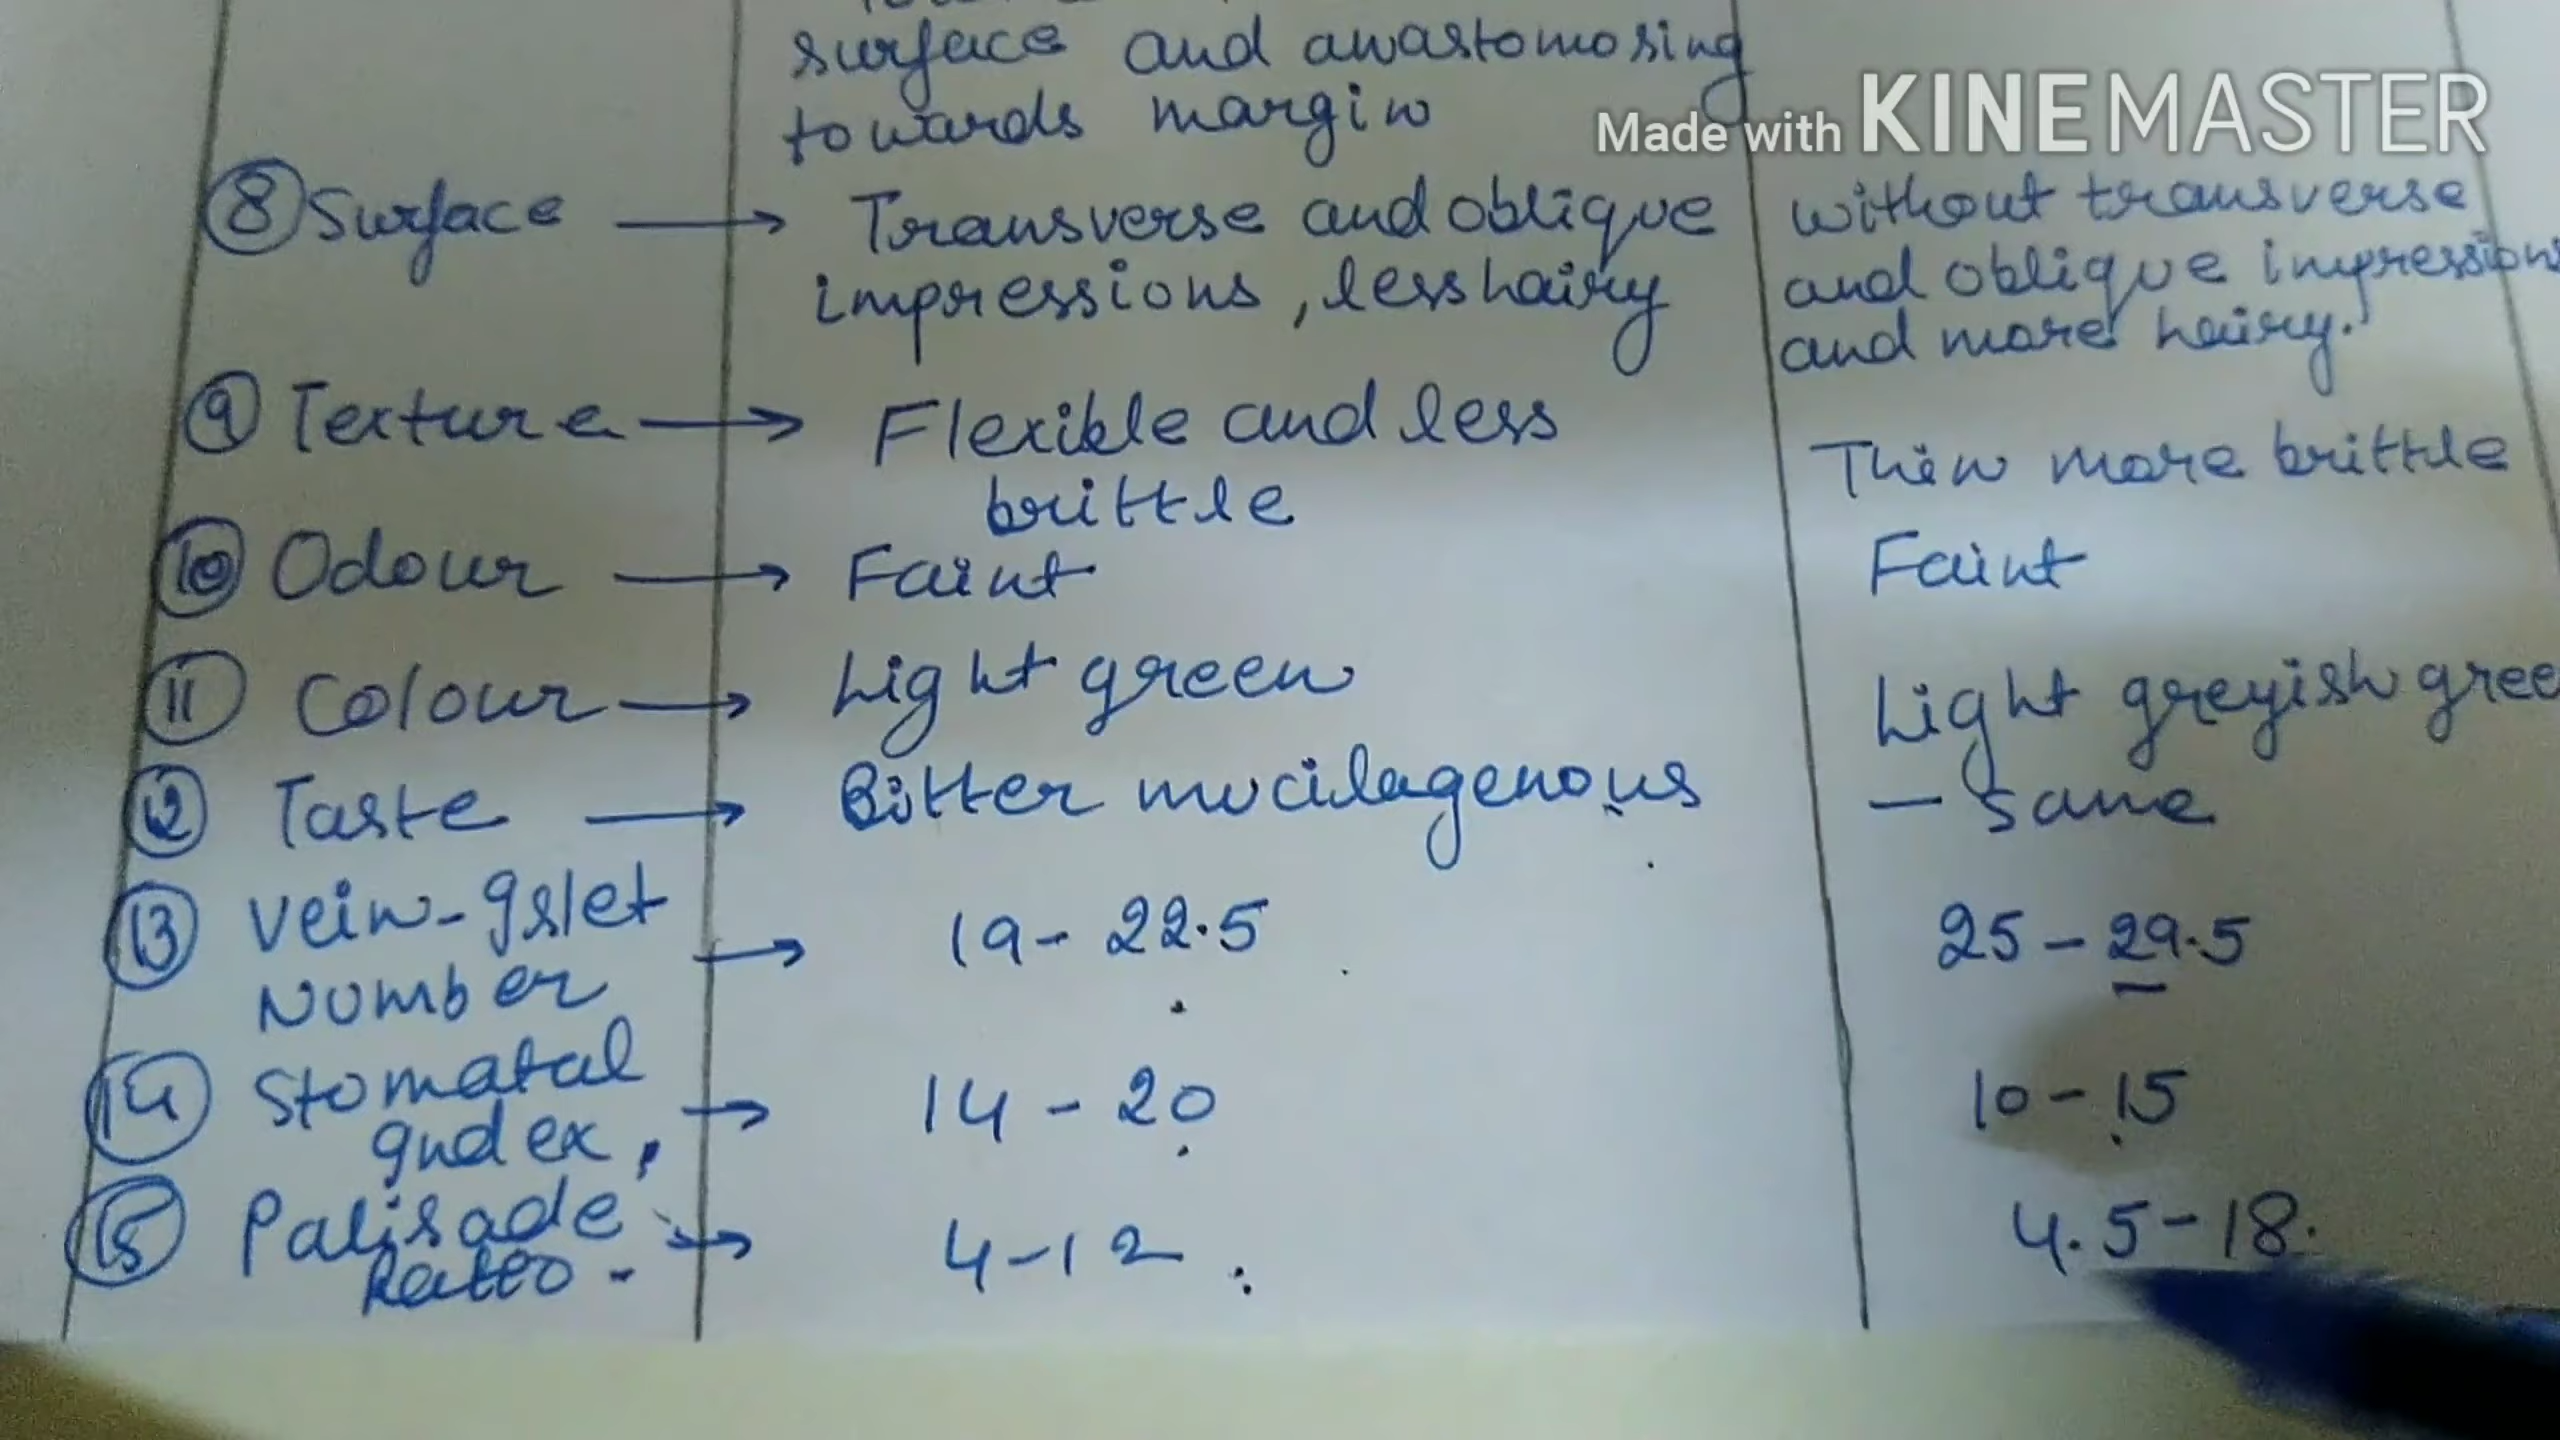 surface and anastomosing
towards margin
Made with KINEMASTER
8 Surface → Transverse and oblique
impressions, less hairy
without transverse
and oblique impressions
and more hairy.
9 Texture → Flexible and less
brittle
Thin more brittle
10 Odour → Faint
Faint
11 Colour → Light green
Light greyish gree
12 Taste → Bitter mucilagenous
— same
13 Vein-Islet
Number → 19-22.5
25-29.5
14 Stomatal
Index, → 14-20
10-15
15 Palisade
Ratio → 4-12
4.5-18.